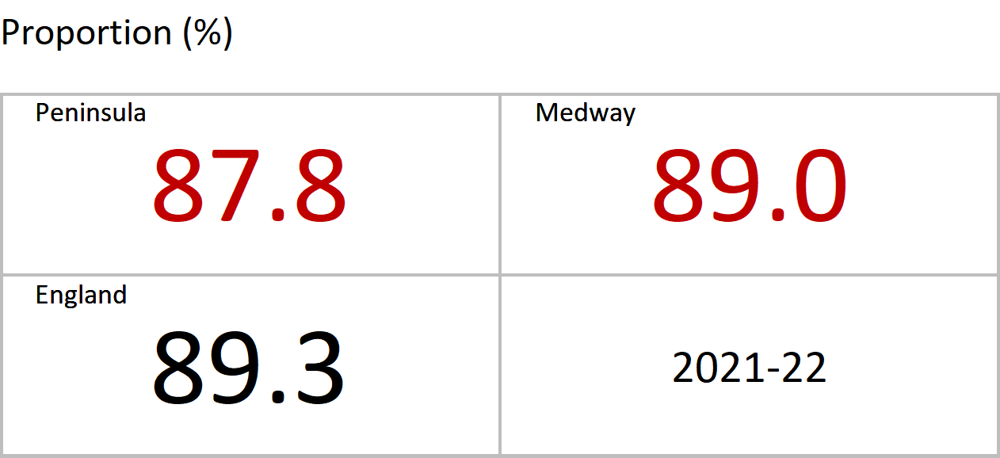 Proportion (%)
Peninsula
87.8
Medway
89.0
England
89.3
2021-22